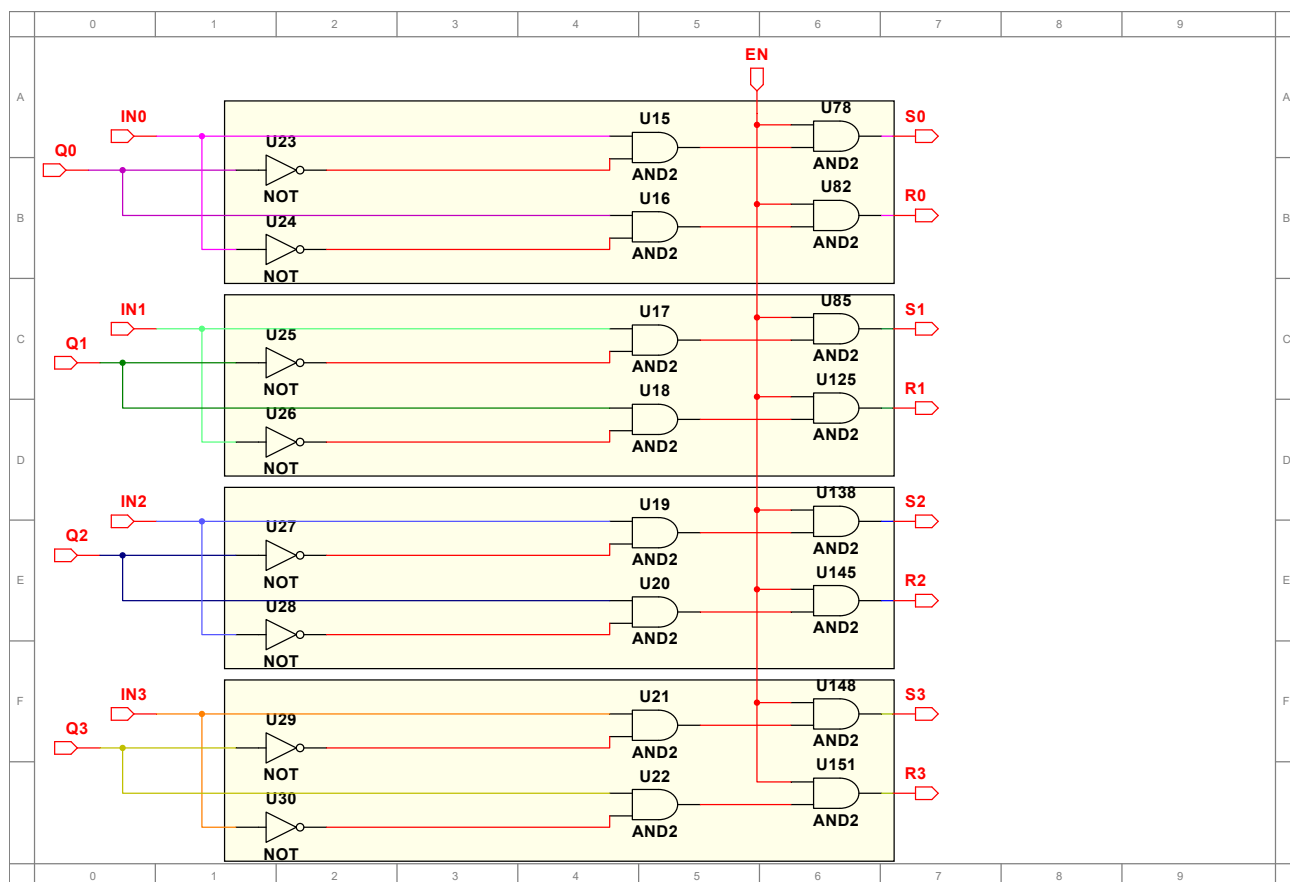 0 1 2 3 4 5 6 7 8 9
EN
A A
IN0 U15 U78 S0
U23
Q0
AND2 AND2
NOT U16 U82 R0
B B
U24
AND2 AND2
NOT
IN1 U17 U85 S1
U25
C C
Q1
AND2 AND2
NOT U18 U125 R1
U26
AND2 AND2
D D
NOT
IN2 U19 U138 S2
U27
Q2
AND2 AND2
E E
NOT U20 U145 R2
U28
AND2 AND2
NOT
IN3 U21 U148 S3
F F
U29
Q3
AND2 AND2
NOT U22 U151 R3
U30
AND2 AND2
NOT
0 1 2 3 4 5 6 7 8 9